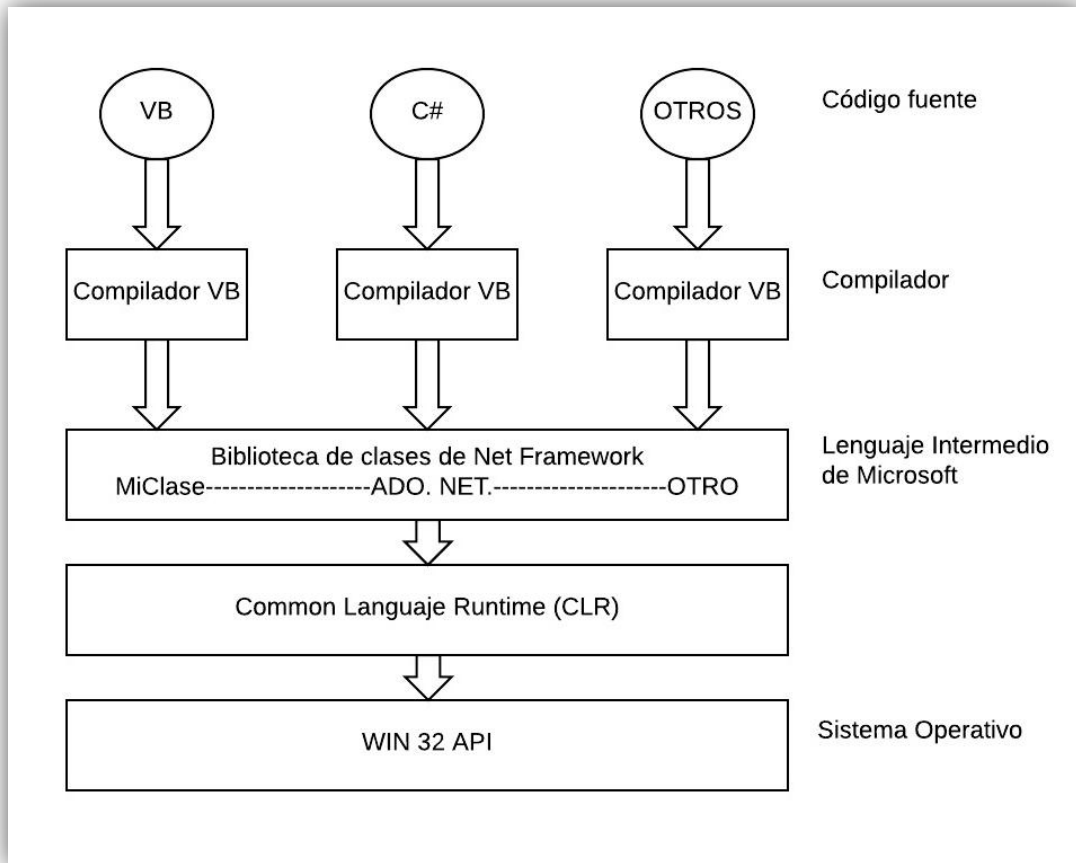 VB
C#
OTROS
Código fuente
Compilador VB
Compilador VB
Compilador VB
Compilador
Biblioteca de clases de Net Framework
MiClase--------------------ADO. NET.---------------------OTRO
Lenguaje Intermedio
de Microsoft
Common Languaje Runtime (CLR)
WIN 32 API
Sistema Operativo